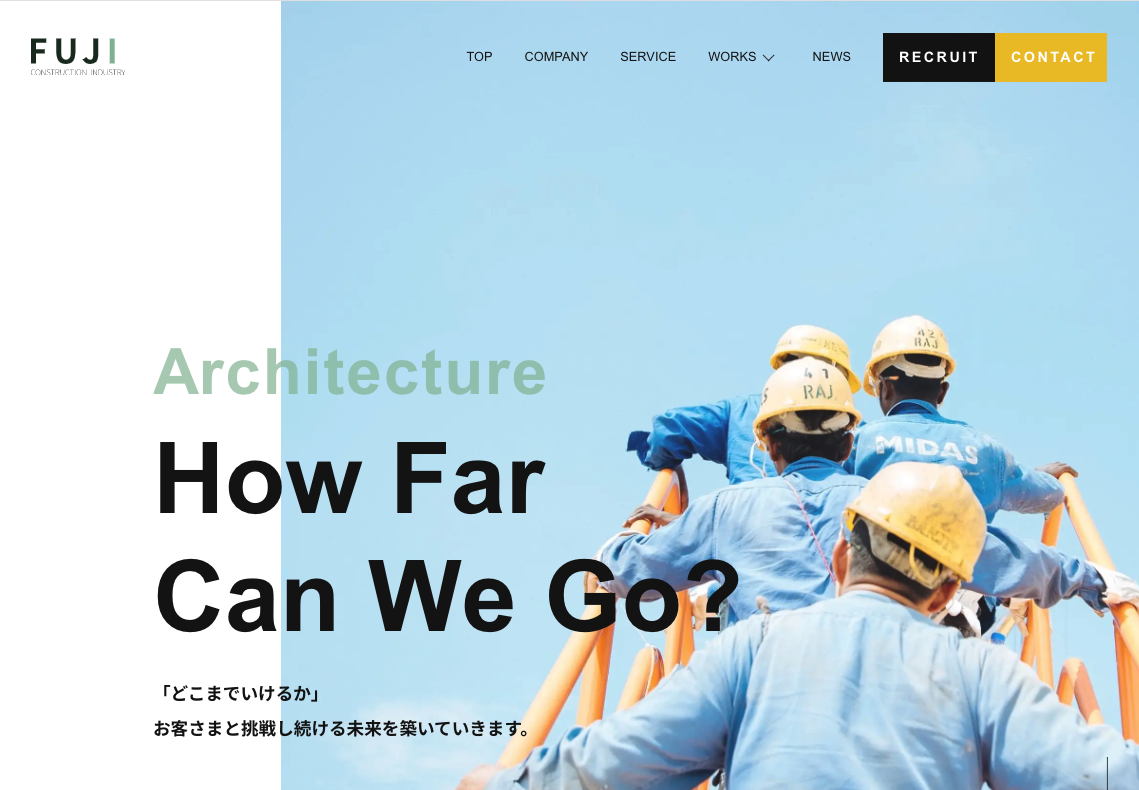 FUJI
CONSTRUCTION INDUSTRY
TOP
COMPANY
SERVICE
WORKS
NEWS
RECRUIT
CONTACT
Architecture
How Far
Can We Go?
「どこまでいけるか」
お客さまと挑戦し続ける未来を築いていきます。
42
RAJ
41
RAJ
MIDAS